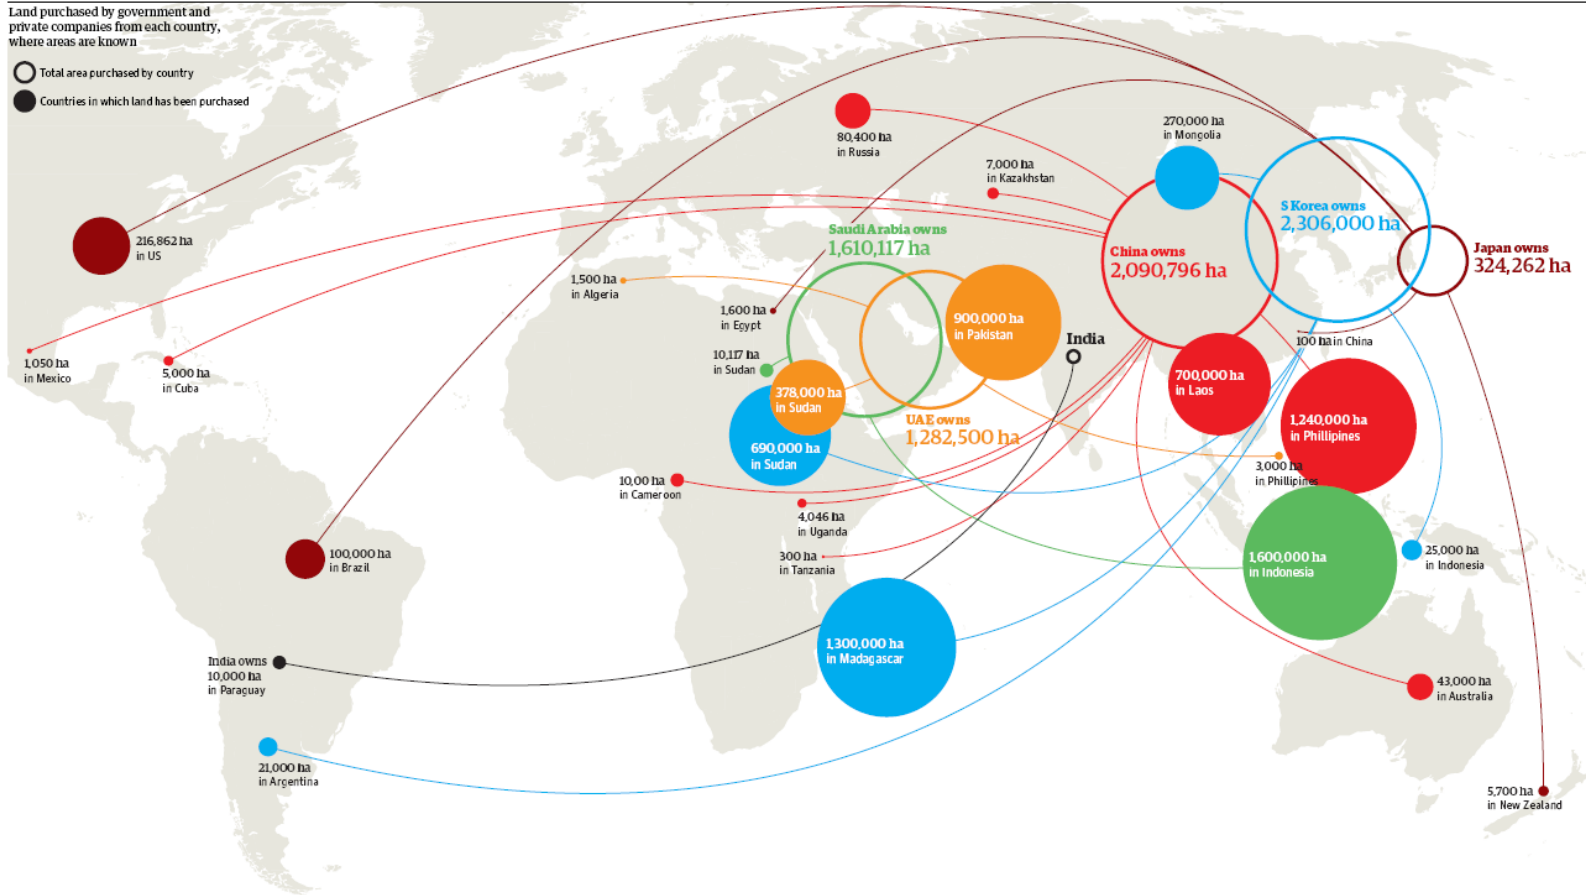 Land purchased by government and
private companies from each country,
where areas are known
Total area purchased by country
Countries in which land has been purchased
80,400 ha
in Russia
270,000 ha
in Mongolia
7,000 ha
in Kazakhstan
S Korea owns
2,306,000 ha
Saudi Arabia owns
1,610,117 ha
216,862 ha
in US
China owns
2,090,796 ha
Japan owns
324,262 ha
1,500 ha
in Algeria
1,600 ha
in Egypt
900,000 ha
in Pakistan
India
100 ha in China
1,050 ha
in Mexico
5,000 ha
in Cuba
10,117 ha
in Sudan
378,000 ha
in Sudan
700,000 ha
in Laos
UAE owns
1,282,500 ha
1,240,000 ha
in Phillipines
690,000 ha
in Sudan
3,000 ha
in Phillipines
10,00 ha
in Cameroon
4,046 ha
in Uganda
300 ha
in Tanzania
100,000 ha
in Brazil
1,600,000 ha
in Indonesia
25,000 ha
in Indonesia
1,300,000 ha
in Madagascar
India owns
10,000 ha
in Paraguay
43,000 ha
in Australia
21,000 ha
in Argentina
5,700 ha
in New Zealand